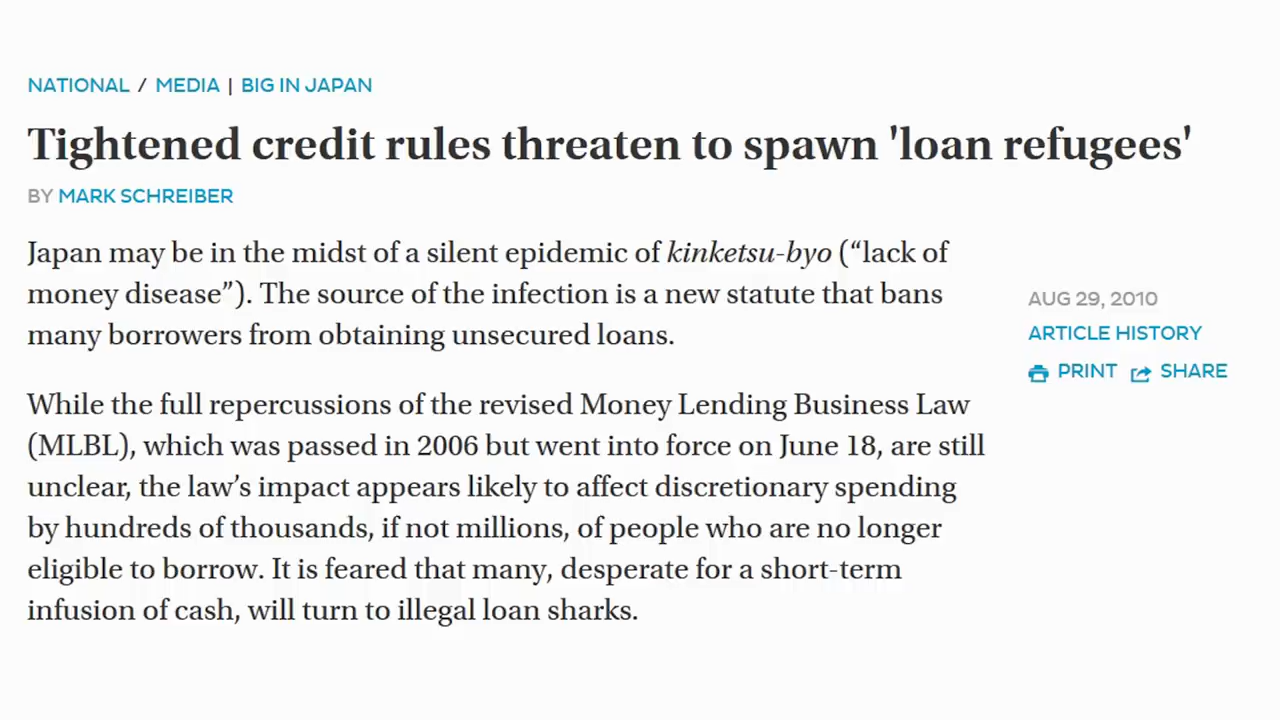 NATIONAL / MEDIA | BIG IN JAPAN
Tightened credit rules threaten to spawn 'loan refugees'
BY MARK SCHREIBER
Japan may be in the midst of a silent epidemic of kinketsu-byo (“lack of
money disease”). The source of the infection is a new statute that bans
many borrowers from obtaining unsecured loans.
While the full repercussions of the revised Money Lending Business Law
(MLBL), which was passed in 2006 but went into force on June 18, are still
unclear, the law’s impact appears likely to affect discretionary spending
by hundreds of thousands, if not millions, of people who are no longer
eligible to borrow. It is feared that many, desperate for a short-term
infusion of cash, will turn to illegal loan sharks.
AUG 29, 2010
ARTICLE HISTORY
PRINT SHARE